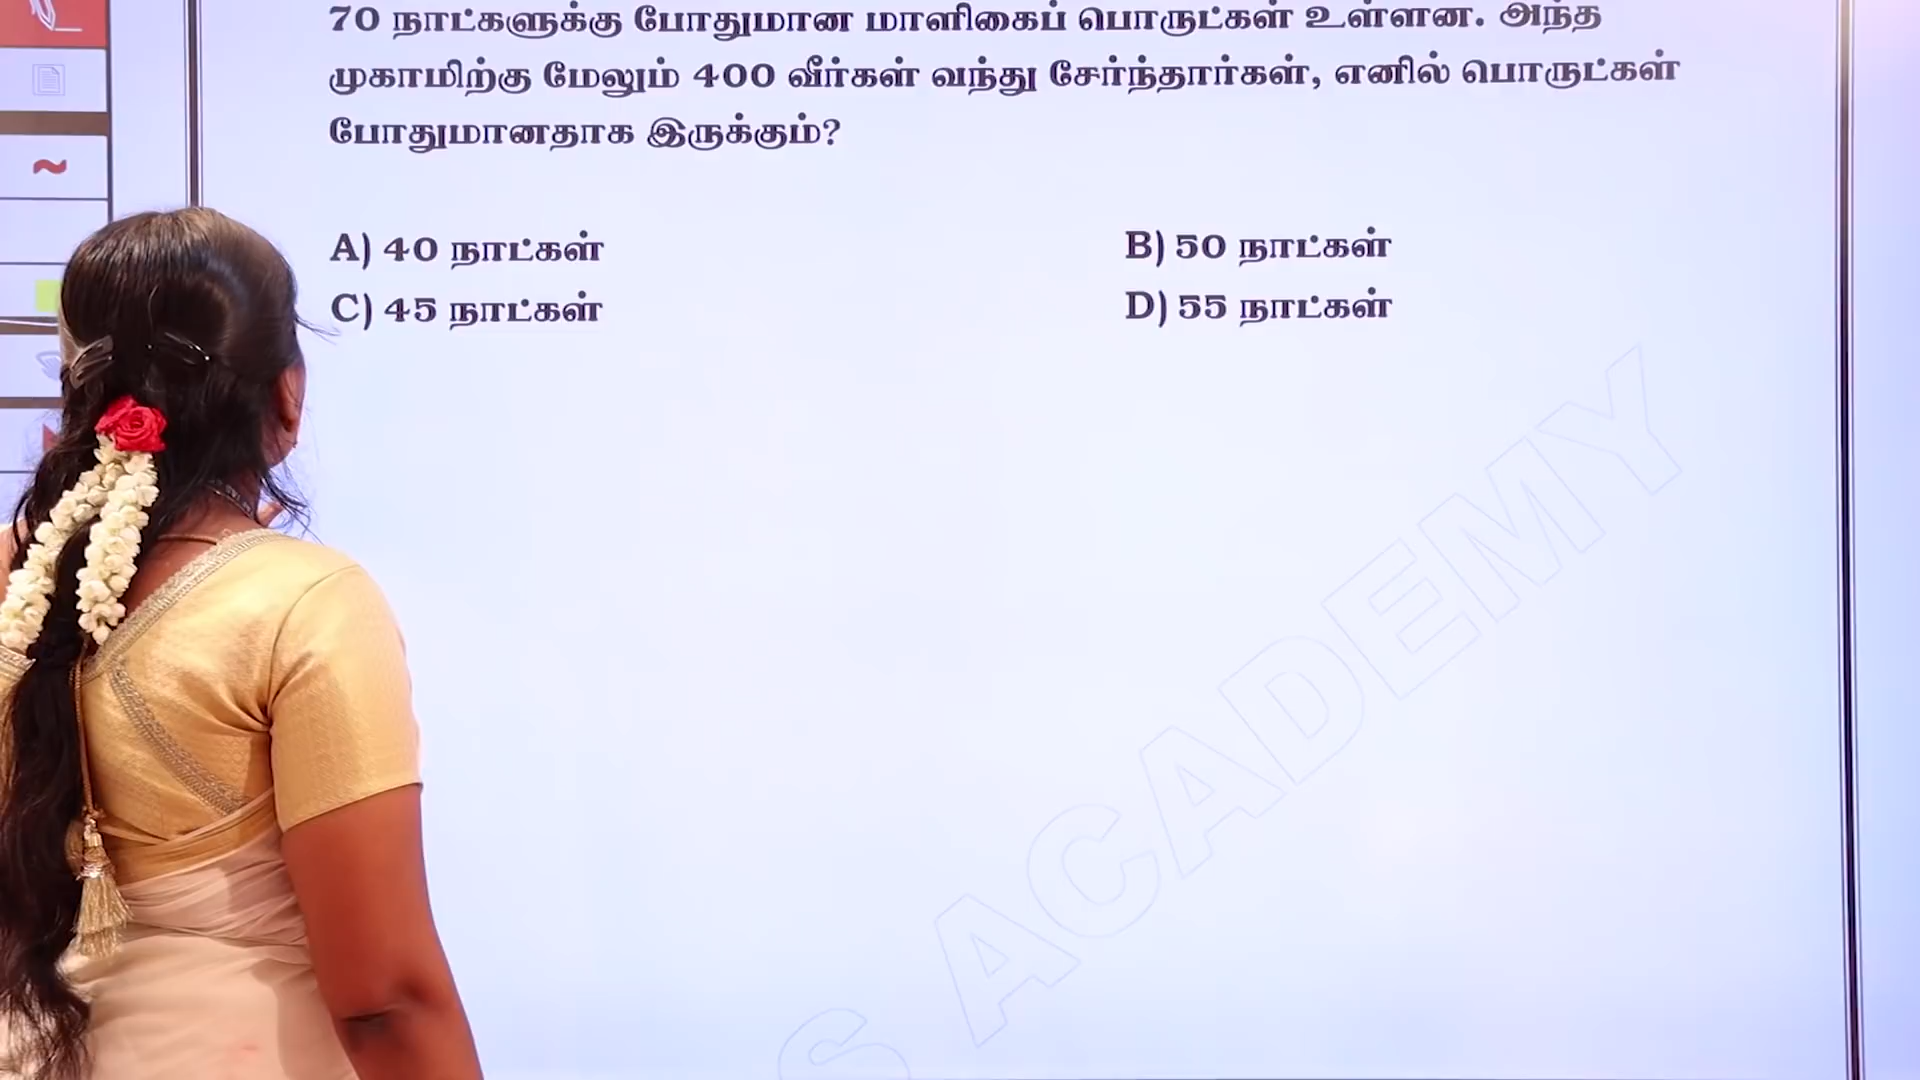 70 நாட்களுக்கு போதுமான மாளிகைப் பொருட்கள் உள்ளன. அந்த
முகாமிற்கு மேலும் 400 வீர்கள் வந்து சேர்ந்தார்கள், எனில் பொருட்கள்
போதுமானதாக இருக்கும்?
A) 40 நாட்கள்
B) 50 நாட்கள்
C) 45 நாட்கள்
D) 55 நாட்கள்
S ACADEMY